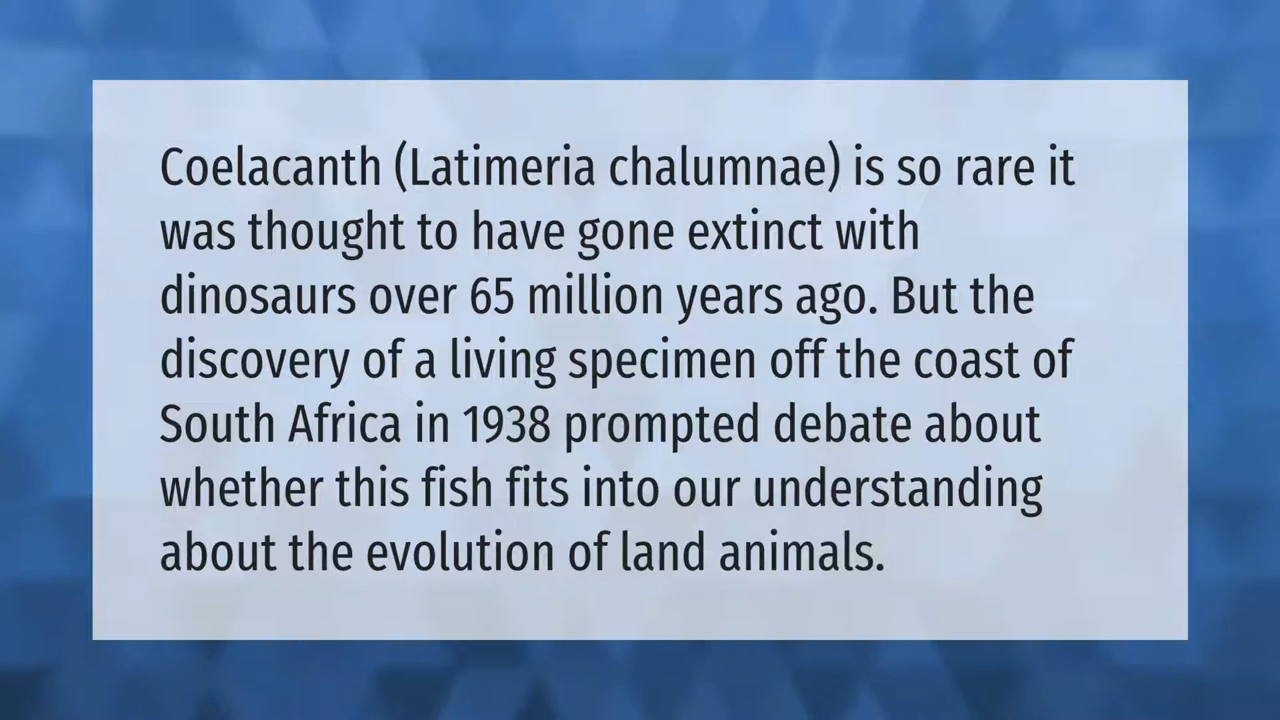 Coelacanth (Latimeria chalumnae) is so rare it
was thought to have gone extinct with
dinosaurs over 65 million years ago. But the
discovery of a living specimen off the coast of
South Africa in 1938 prompted debate about
whether this fish fits into our understanding
about the evolution of land animals.